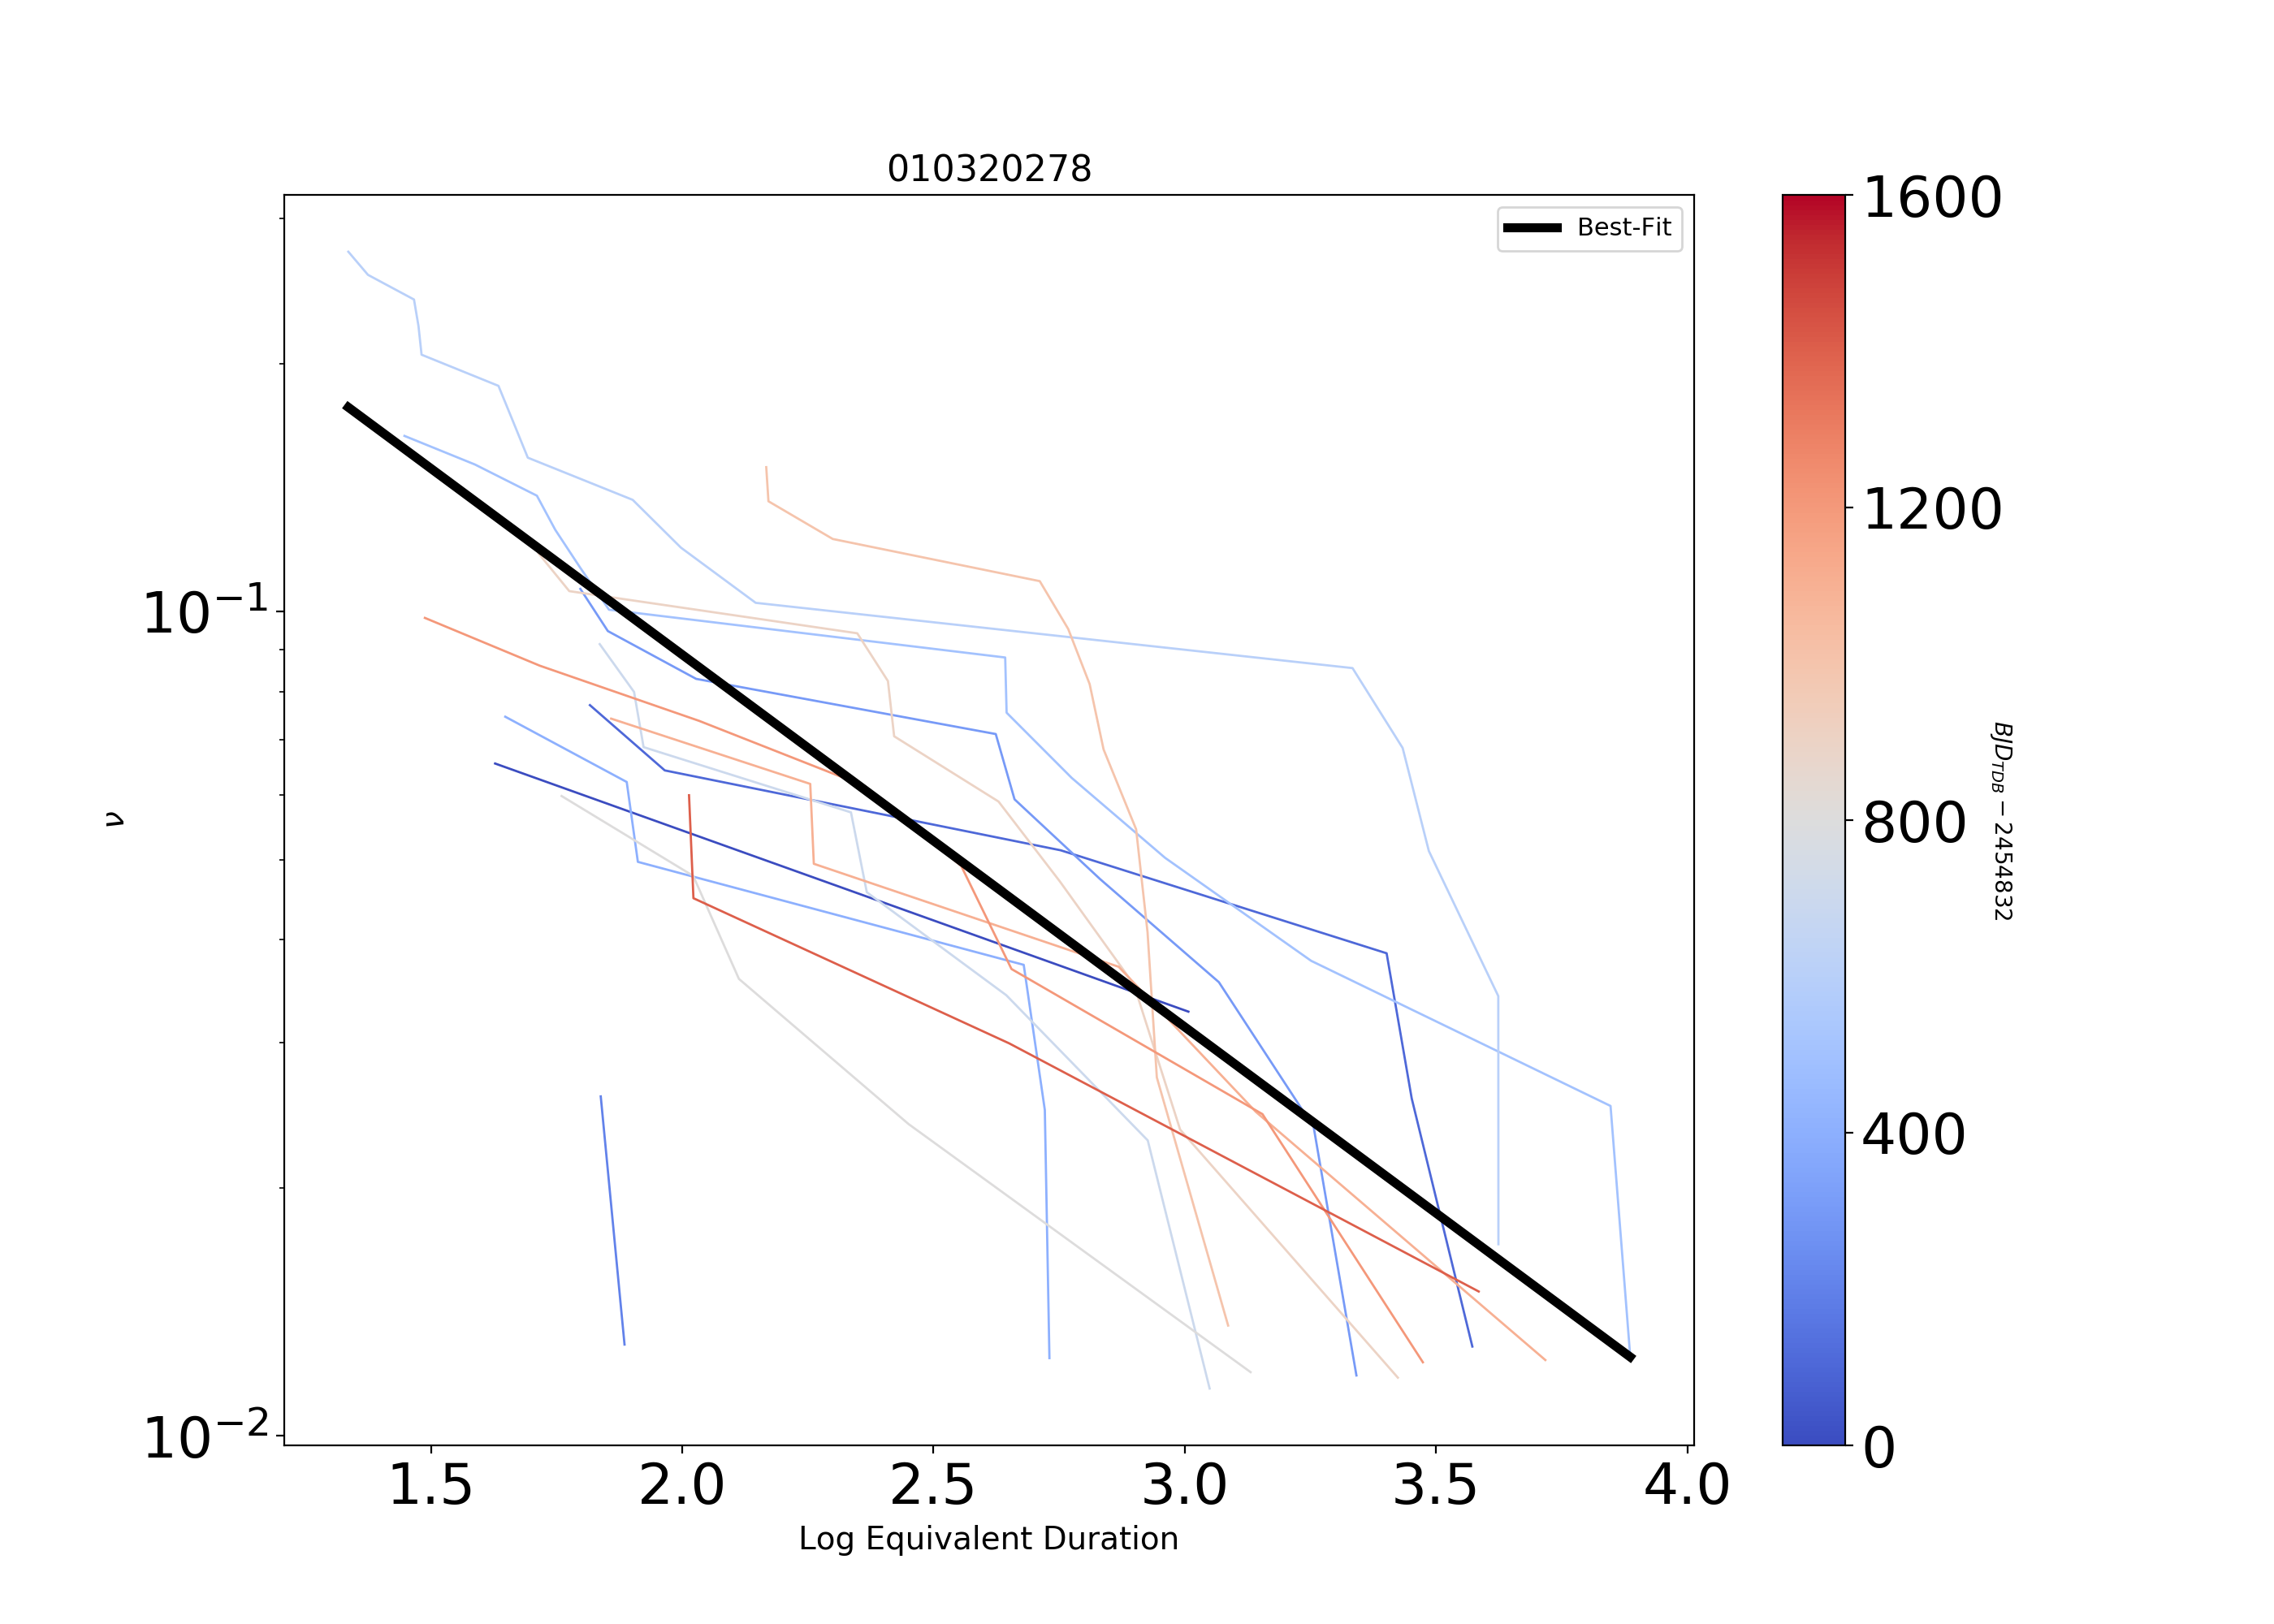 010320278
Best-Fit
10⁻¹
10⁻²
ν
1.5 2.0 2.5 3.0 3.5 4.0
Log Equivalent Duration
1600
1200
800
400
0
BJD_{TDB} − 2454832